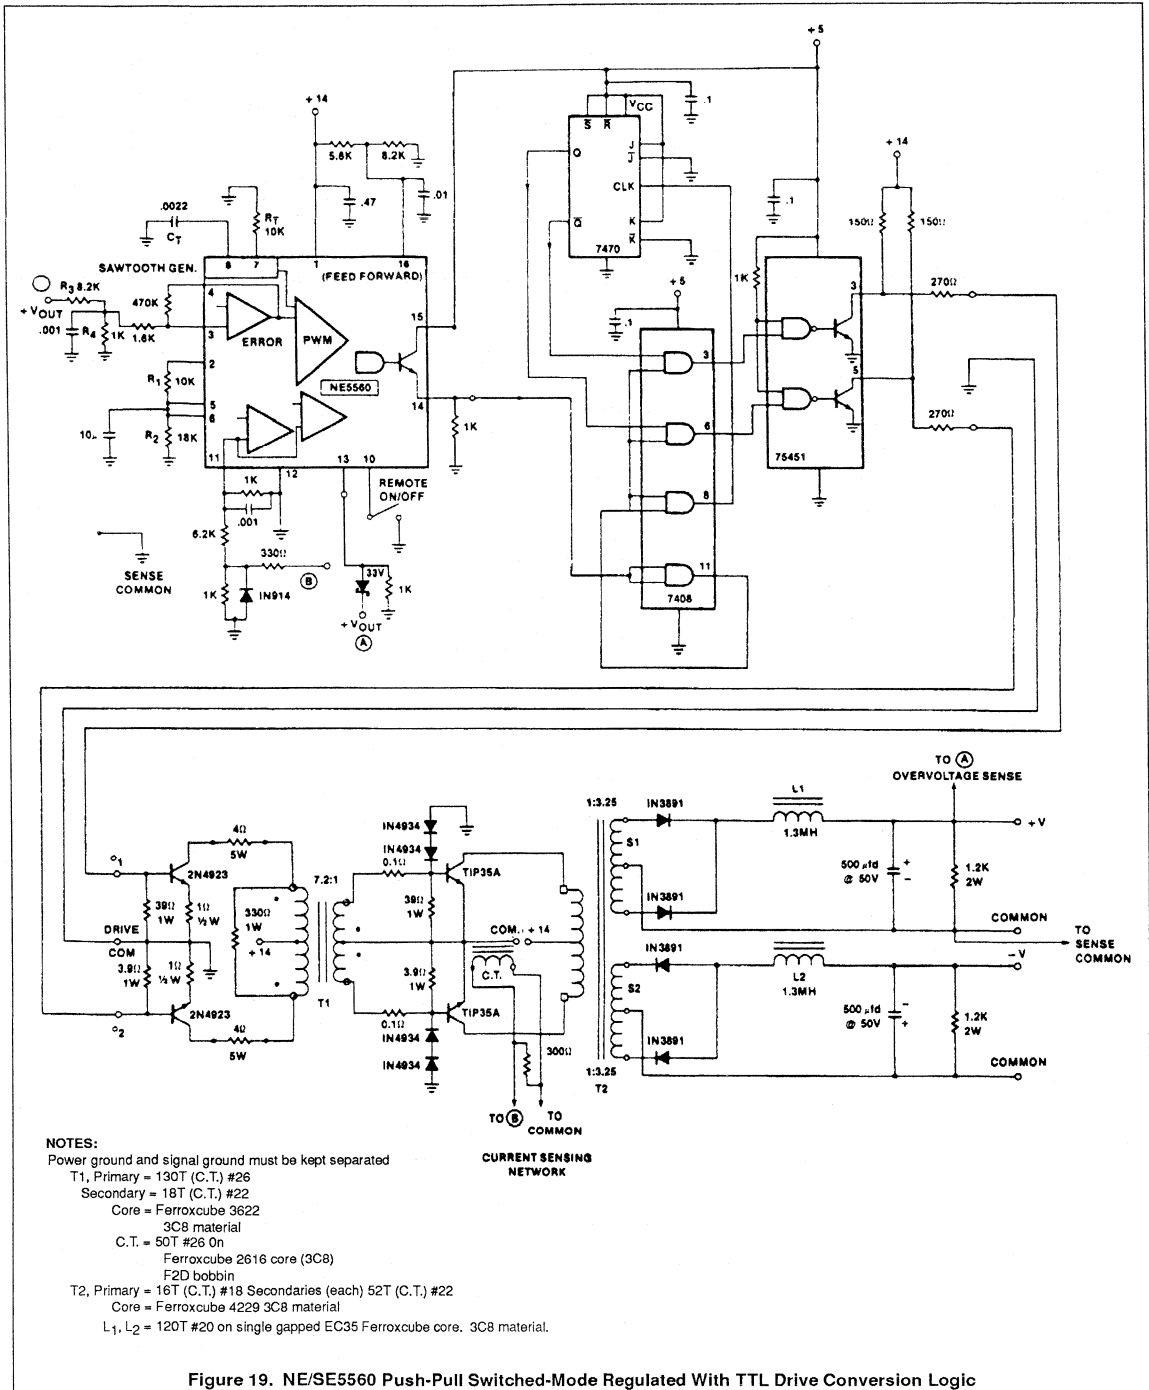 + 5
+ 14
.1
VCC
S̅ R̅
5.6K
8.2K
Q
J
J̅
CLK
Q̅
K
K̅
7470
.47
.01
.0022
CT
RT
10K
+ 14
150Ω
150Ω
.1
SAWTOOTH GEN.
8
7
1
16
(FEED FORWARD)
R3 8.2K
+ VOUT
470K
4
3
.001
R4
1K
1.6K
ERROR
PWM
15
NE5560
14
1K
2
R1
10K
5
6
10µ
R2
18K
11
12
13
10
+ 5
.1
1K
3
6
8
11
7408
3
5
75451
270Ω
270Ω
1K
.001
6.2K
REMOTE
ON/OFF
330Ω
B
SENSE
COMMON
1K
IN914
33V
1K
+ VOUT
A
TO A
OVERVOLTAGE SENSE
L1
1.3MH
1:3.25
IN3891
+ V
S1
500 µfd
@ 50V
+
–
1.2K
2W
IN3891
COMMON
TO
SENSE
COMMON
IN4934
IN4934
0.1Ω
TIP35A
4Ω
5W
2N4923
ø1
7.2:1
39Ω
1W
1Ω
½ W
330Ω
1W
+ 14
39Ω
1W
COM.
+ 14
DRIVE
COM
C.T.
3.9Ω
1W
1Ω
½ W
T1
3.9Ω
1W
2N4923
ø2
4Ω
5W
0.1Ω
IN4934
IN4934
TIP35A
300Ω
IN3891
– V
S2
L2
1.3MH
500 µfd
@ 50V
–
+
1.2K
2W
IN3891
COMMON
1:3.25
T2
TO B
TO
COMMON
CURRENT SENSING
NETWORK
NOTES:
Power ground and signal ground must be kept separated
T1, Primary = 130T (C.T.) #26
Secondary = 18T (C.T.) #22
Core = Ferroxcube 3622
3C8 material
C.T. = 50T #26 0n
Ferroxcube 2616 core (3C8)
F2D bobbin
T2, Primary = 16T (C.T.) #18 Secondaries (each) 52T (C.T.) #22
Core = Ferroxcube 4229 3C8 material
L1, L2 = 120T #20 on single gapped EC35 Ferroxcube core. 3C8 material.
Figure 19. NE/SE5560 Push-Pull Switched-Mode Regulated With TTL Drive Conversion Logic